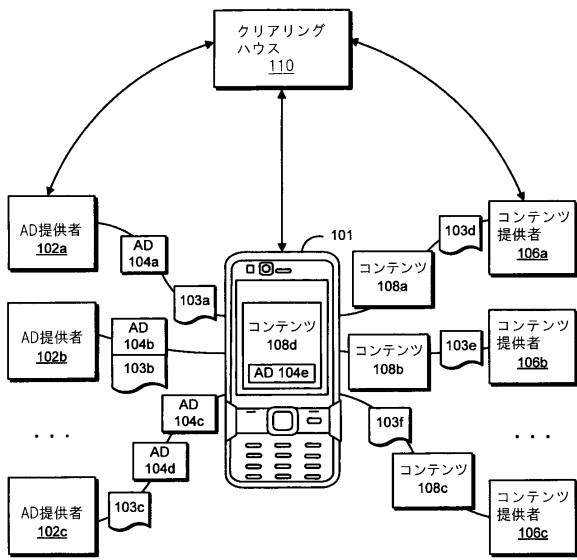 クリアリング
ハウス
110
101
AD提供者
102a
AD
104a
103a
コンテンツ
108a
103d
コンテンツ
提供者
106a
AD提供者
102b
AD
104b
103b
コンテンツ
108d
AD 104e
コンテンツ
108b
103e
コンテンツ
提供者
106b
AD
104c
AD
104d
103c
103f
コンテンツ
108c
. . .
. . .
AD提供者
102c
コンテンツ
提供者
106c